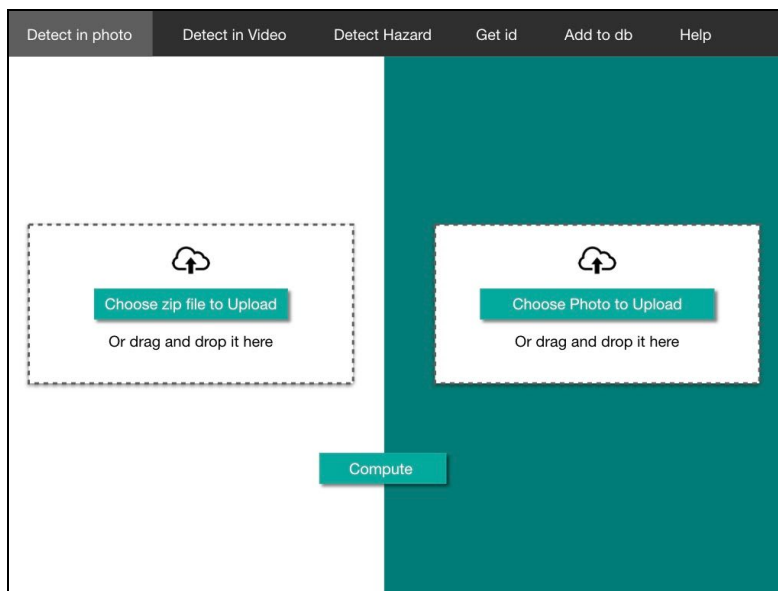 Detect in photo Detect in Video Detect Hazard Get id Add to db Help
Choose zip file to Upload
Or drag and drop it here
Choose Photo to Upload
Or drag and drop it here
Compute